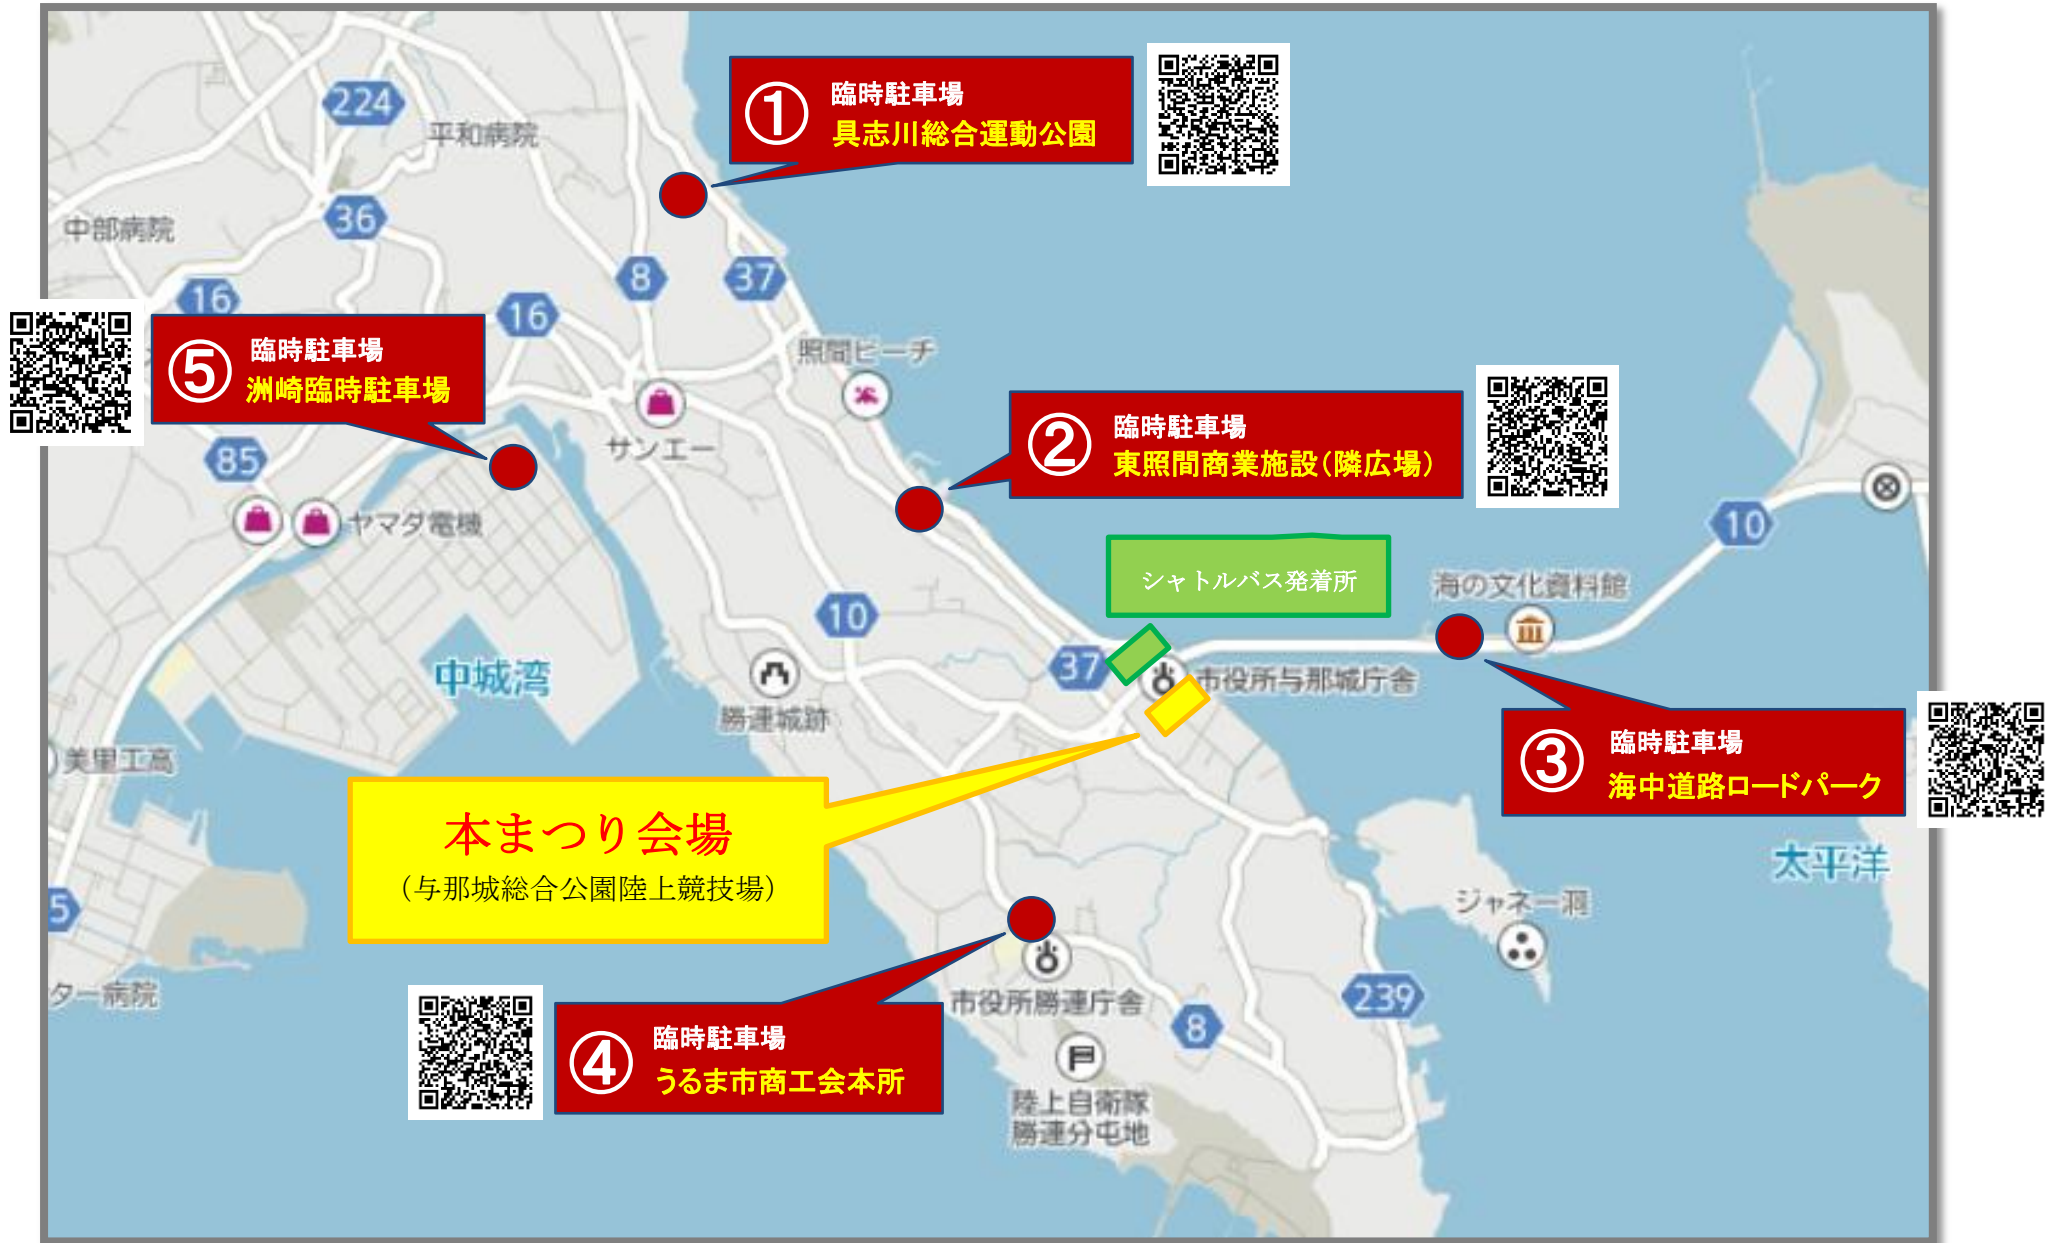 ①
臨時駐車場
具志川総合運動公園
224
平和病院
36
中部病院
8
37
16
16
⑤
臨時駐車場
洲崎臨時駐車場
照間ビーチ
サンエー
②
臨時駐車場
東照間商業施設（隣広場）
85
ヤマダ電機
10
シャトルバス発着所
海の文化資料館
10
37
市役所与那城庁舎
中城湾
勝連城跡
美里工高
③
臨時駐車場
海中道路ロードパーク
本まつり会場
（与那城総合公園陸上競技場）
太平洋
ジャネー洞
5
ター病院
市役所勝連庁舎
239
8
④
臨時駐車場
うるま市商工会本所
陸上自衛隊
勝連分屯地